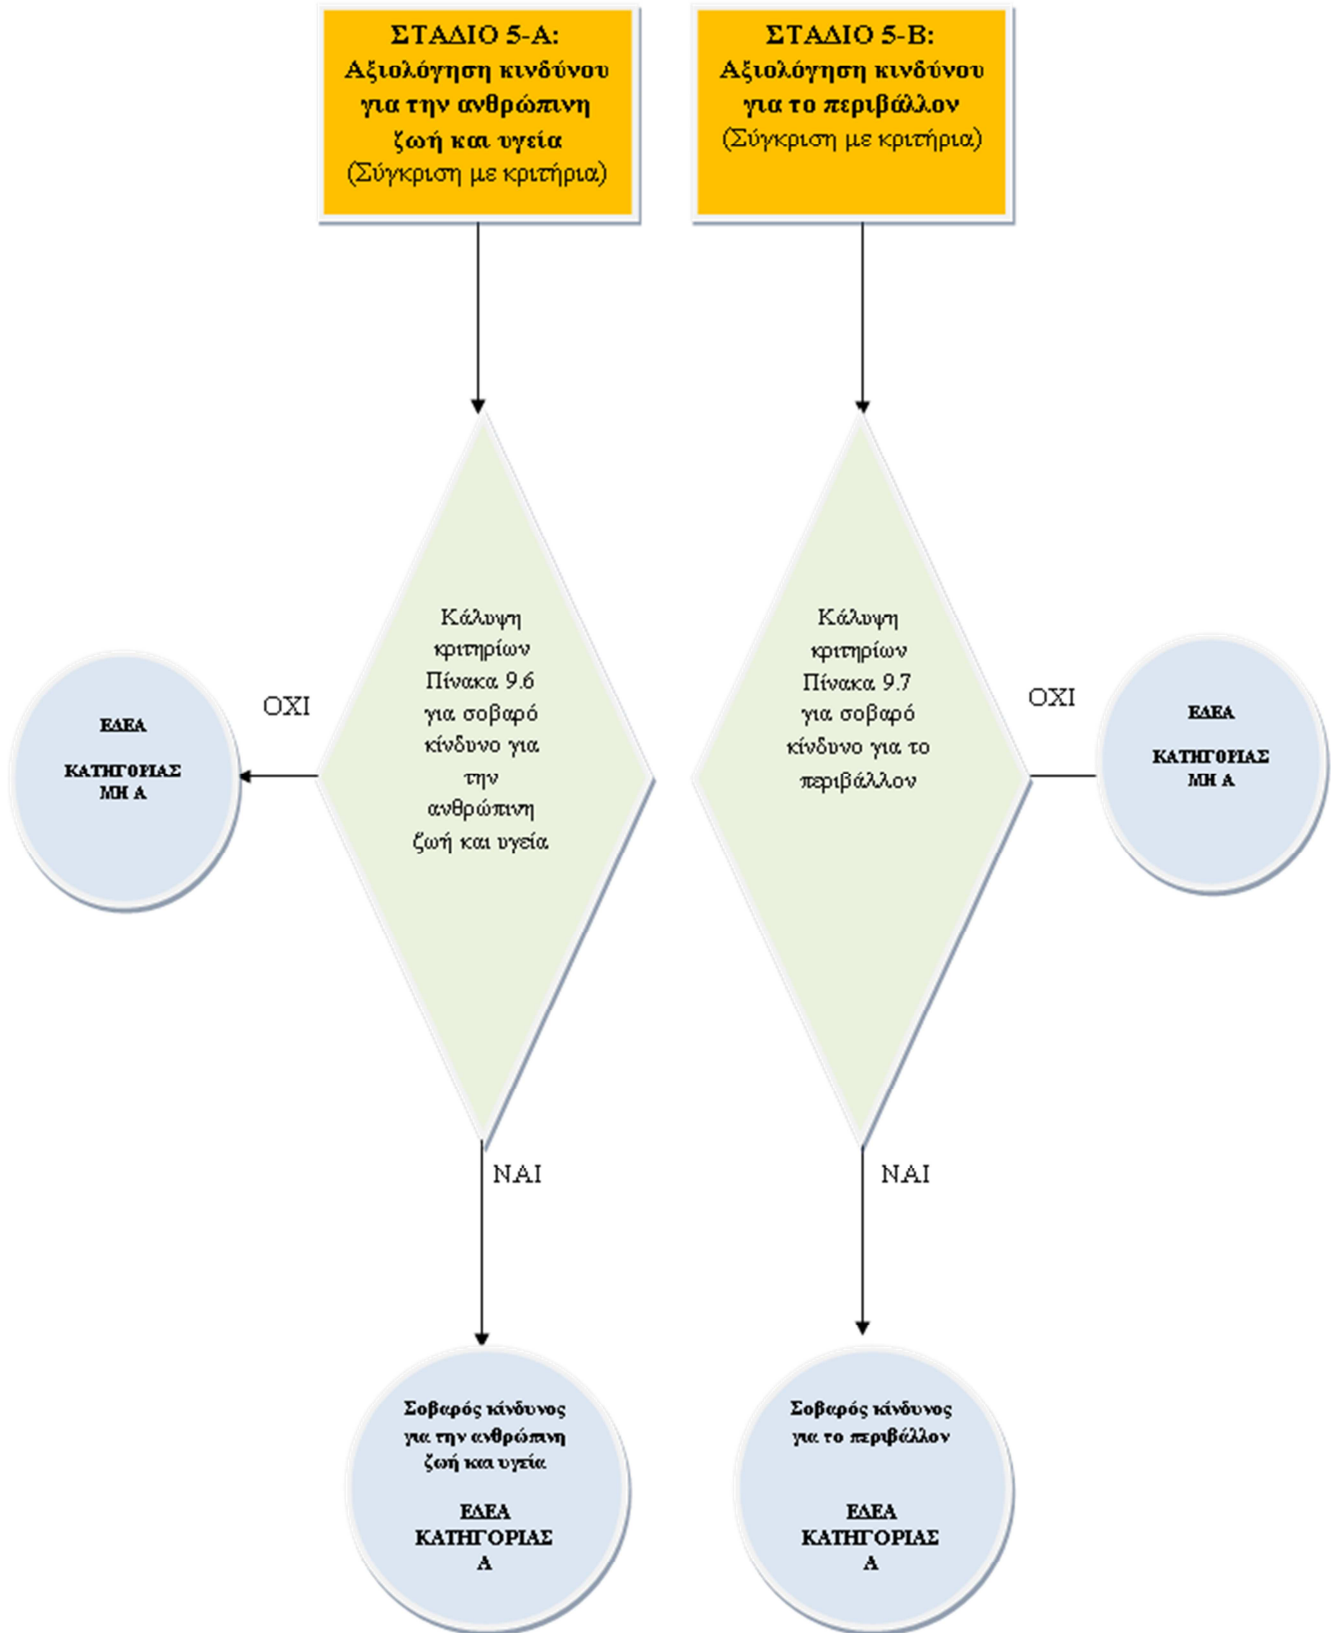 ΣΤΑΔΙΟ 5-Α:
Αξιολόγηση κινδύνου
για την ανθρώπινη
ζωή και υγεία
(Σύγκριση με κριτήρια)
ΣΤΑΔΙΟ 5-Β:
Αξιολόγηση κινδύνου
για το περιβάλλον
(Σύγκριση με κριτήρια)
Κάλυψη
κριτηρίων
Πίνακα 9.6
για σοβαρό
κίνδυνο για
την
ανθρώπινη
ζωή και υγεία
Κάλυψη
κριτηρίων
Πίνακα 9.7
για σοβαρό
κίνδυνο για το
περιβάλλον
ΟΧΙ
ΕΔΕΑ
ΚΑΤΗΓΟΡΙΑΣ
ΜΗ Α
ΟΧΙ
ΕΔΕΑ
ΚΑΤΗΓΟΡΙΑΣ
ΜΗ Α
ΝΑΙ
ΝΑΙ
Σοβαρός κίνδυνος
για την ανθρώπινη
ζωή και υγεία
ΕΔΕΑ
ΚΑΤΗΓΟΡΙΑΣ
Α
Σοβαρός κίνδυνος
για το περιβάλλον
ΕΔΕΑ
ΚΑΤΗΓΟΡΙΑΣ
Α